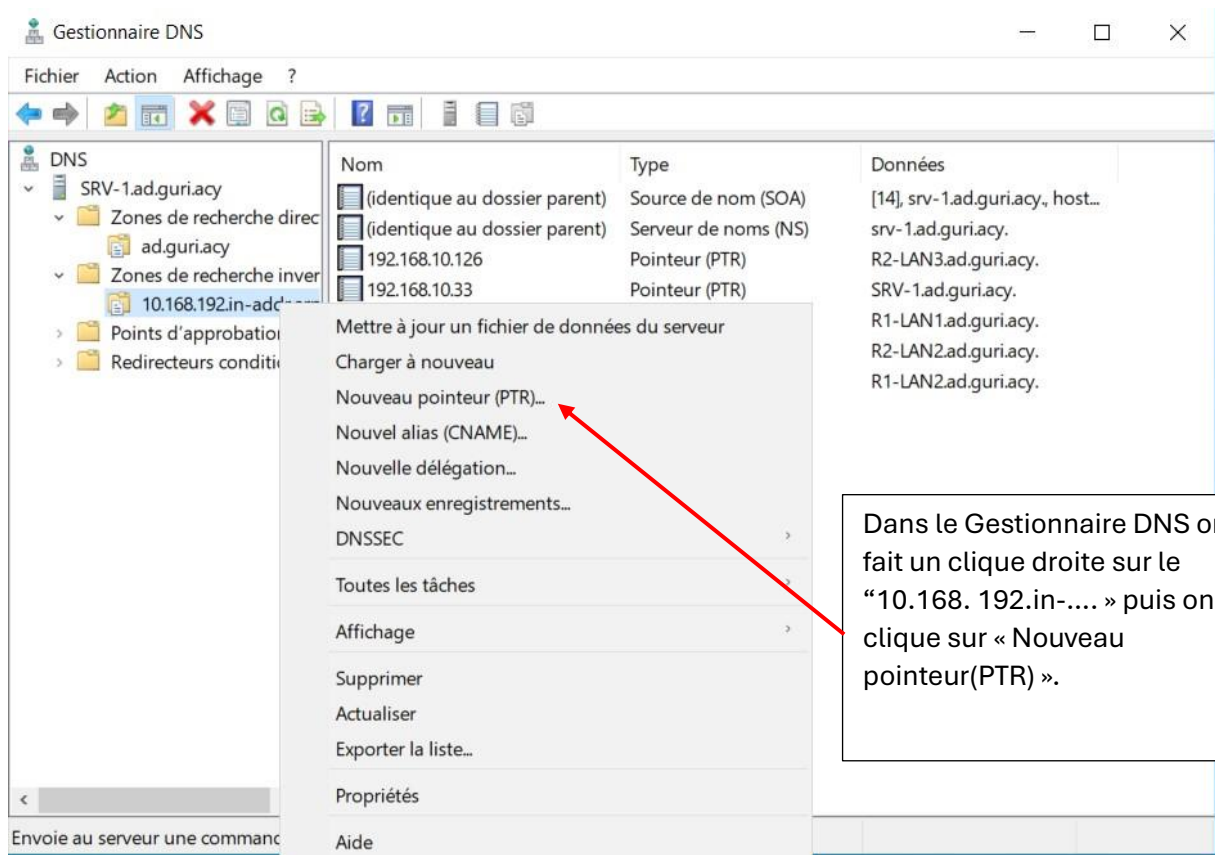 Gestionnaire DNS
Fichier Action Affichage ?
DNS
SRV-1.ad.guri.acy
Zones de recherche direc
ad.guri.acy
Zones de recherche inver
10.168.192.in-addr.arp
Points d'approbation
Redirecteurs conditi
Nom Type Données
(identique au dossier parent) Source de nom (SOA) [14], srv-1.ad.guri.acy., host...
(identique au dossier parent) Serveur de noms (NS) srv-1.ad.guri.acy.
192.168.10.126 Pointeur (PTR) R2-LAN3.ad.guri.acy.
192.168.10.33 Pointeur (PTR) SRV-1.ad.guri.acy.
R1-LAN1.ad.guri.acy.
R2-LAN2.ad.guri.acy.
R1-LAN2.ad.guri.acy.
Mettre à jour un fichier de données du serveur
Charger à nouveau
Nouveau pointeur (PTR)...
Nouvel alias (CNAME)...
Nouvelle délégation...
Nouveaux enregistrements...
DNSSEC
Toutes les tâches
Affichage
Supprimer
Actualiser
Exporter la liste...
Propriétés
Aide
Dans le Gestionnaire DNS on
fait un clique droite sur le
“10.168. 192.in-.... » puis on
clique sur « Nouveau
pointeur(PTR) ».
Envoie au serveur une command